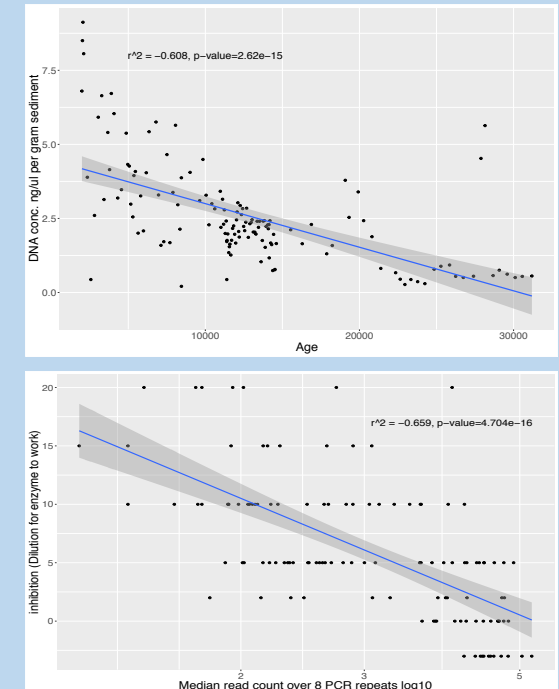 r^2 = −0.608, p−value=2.62e−15
7.5
5.0
2.5
0.0
DNA conc. ng/ul per gram sediment
10000 20000 30000
Age
20
r^2 = −0.659, p−value=4.704e−16
15
10
5
0
inhibition (Dilution for enzyme to work)
2 3 5
Median read count over 8 PCR repeats log10